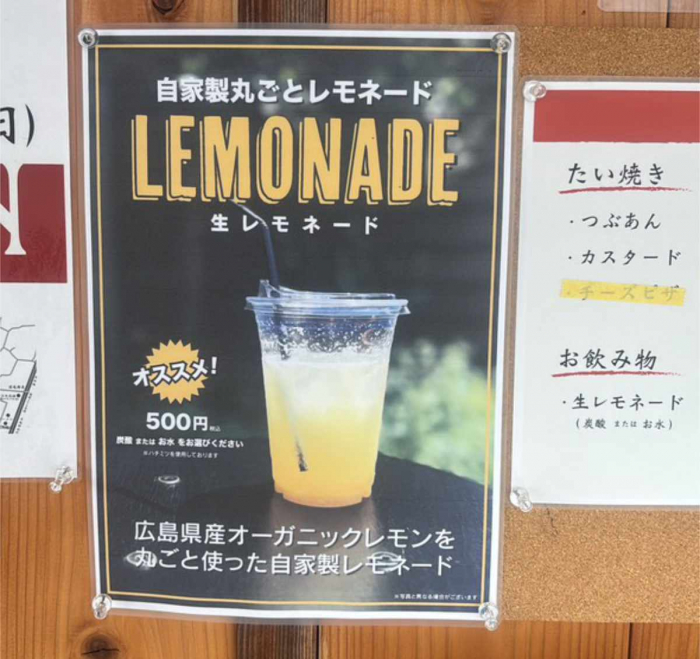 日)
N
自家製丸ごとレモネード
LEMONADE
生レモネード
オススメ!
500円 税込
炭酸 または お水 をお選びください
※ハチミツを使用しております
広島県産オーガニックレモンを
丸ごと使った自家製レモネード
※写真と異なる場合がございます
たい焼き
・つぶあん
・カスタード
・チーズピザ
お飲み物
・生レモネード
(炭酸 または お水)